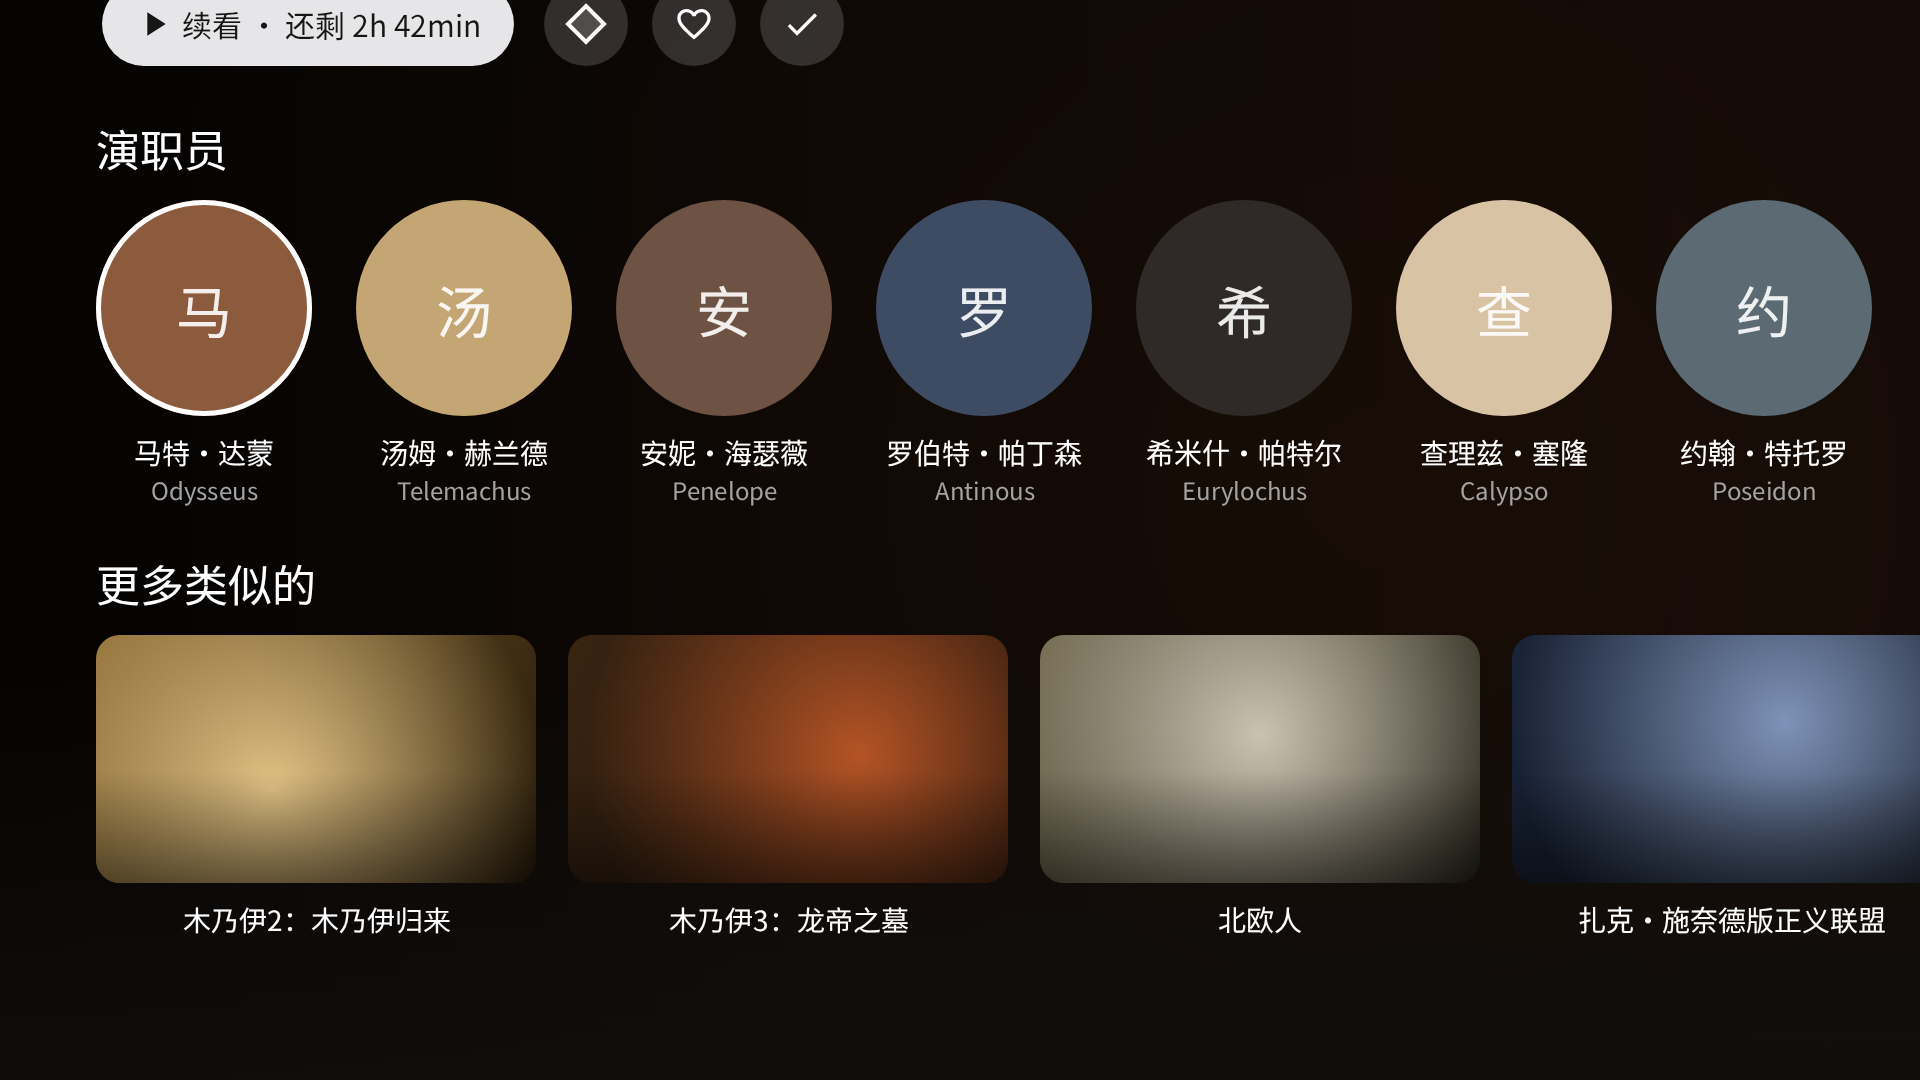 续看 · 还剩 2h 42min
演职员
马
汤
安
罗
希
查
约
马特·达蒙
汤姆·赫兰德
安妮·海瑟薇
罗伯特·帕丁森
希米什·帕特尔
查理兹·塞隆
约翰·特托罗
Odysseus
Telemachus
Penelope
Antinous
Eurylochus
Calypso
Poseidon
更多类似的
木乃伊2：木乃伊归来
木乃伊3：龙帝之墓
北欧人
扎克·施奈德版正义联盟